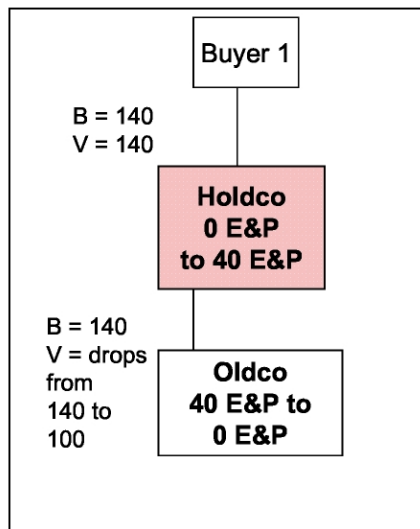 Buyer 1
B = 140
V = 140
Holdco
0 E&P
to 40 E&P
B = 140
V = drops
from
140 to
100
Oldco
40 E&P to
0 E&P